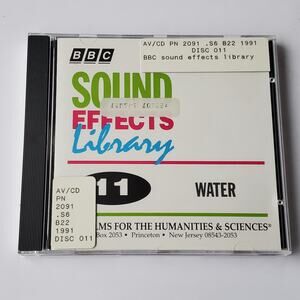 BBC
AV/CD PN 2091 .S6 B22 1991
DISC 011
BBC sound effects library
SOUND
EFFECTS
Library
11
WATER
AV/CD
PN
2091
.S6
B22
1991
DISC 011
MS FOR THE HUMANITIES & SCIENCES®
Box 2053 • Princeton • New Jersey 08543-2053